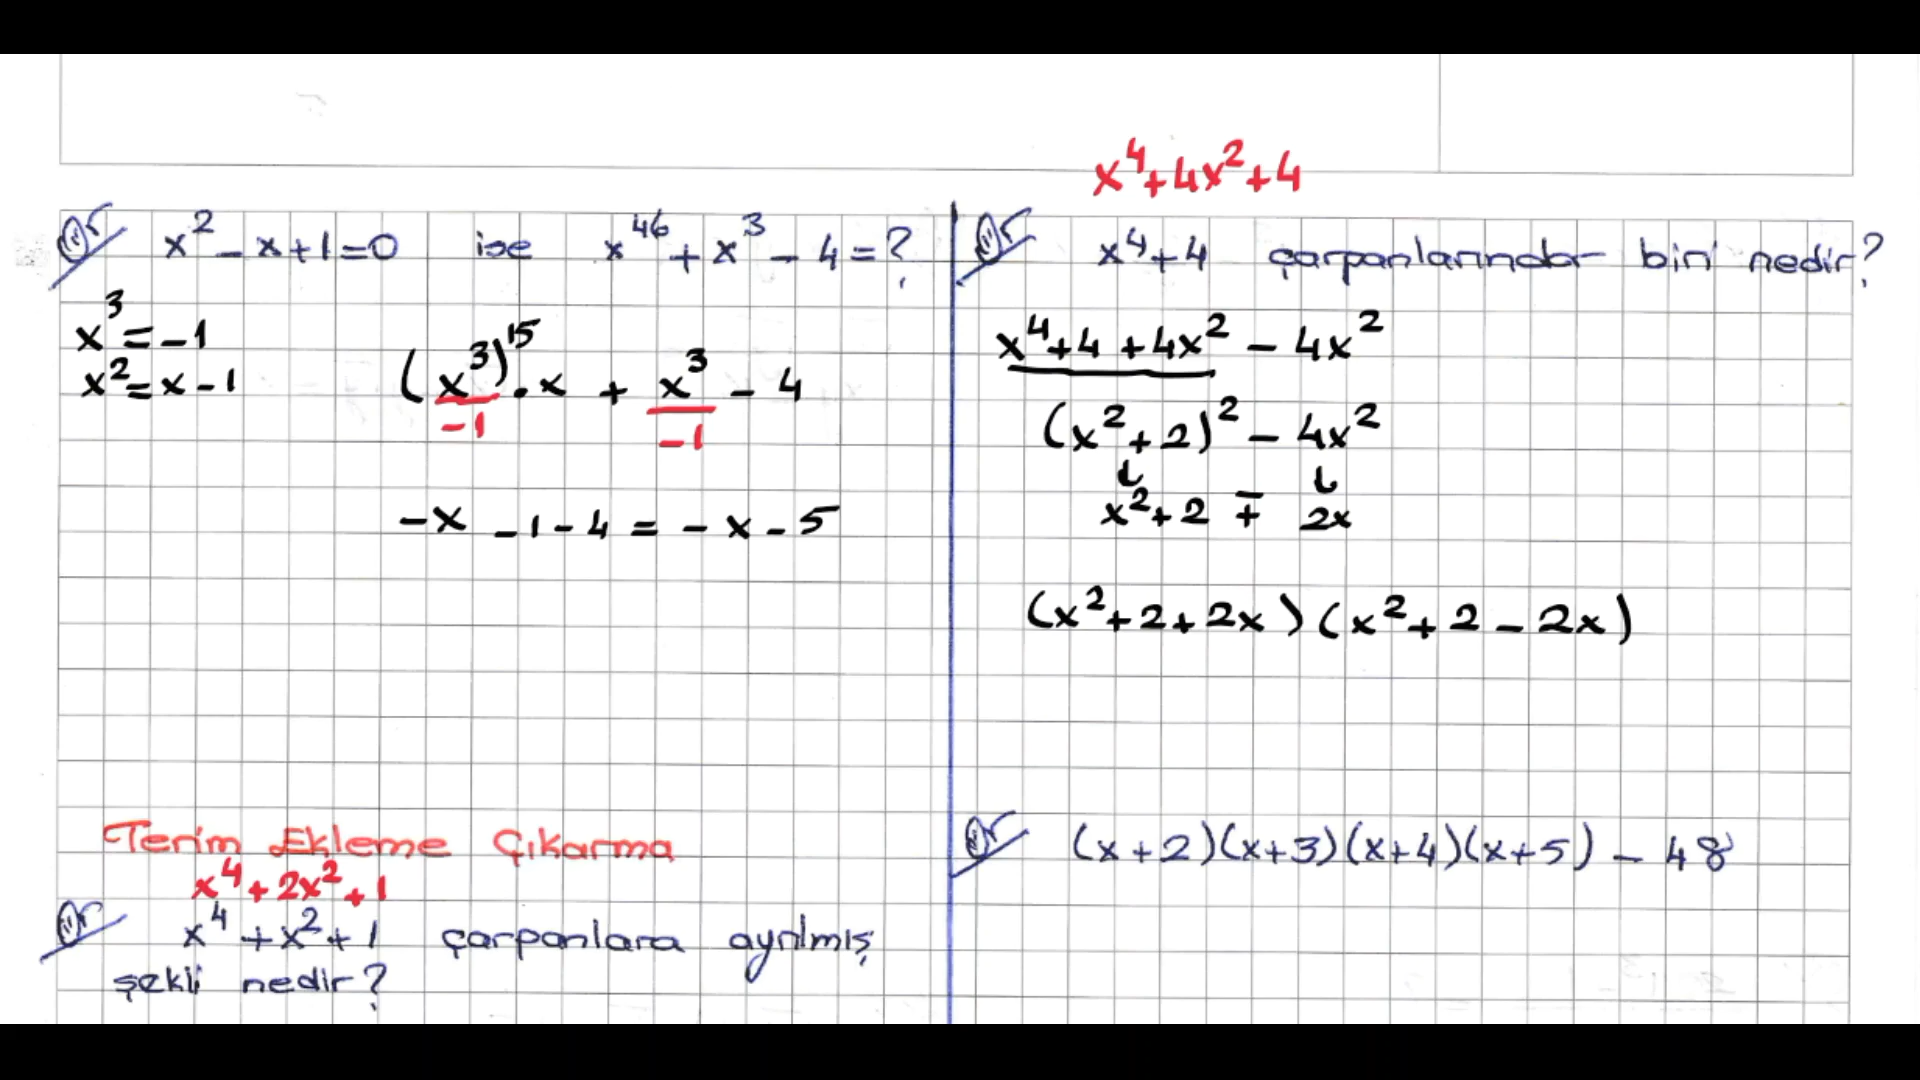 Ör x² - x + 1 = 0 ise x⁴⁶ + x³ - 4 = ?
x³ = -1
x² = x - 1
(x³)¹⁵ . x + x³ - 4
-1 -1
-x - 1 - 4 = -x - 5
Terim Ekleme Çıkarma
x⁴ + 2x² + 1
Ör x⁴ + x² + 1 çarpanlara ayrılmış
şekli nedir?
x⁴ + 4x² + 4
Ör x⁴ + 4 çarpanlarından biri nedir?
x⁴ + 4 + 4x² - 4x²
(x² + 2)² - 4x²
x² + 2 ∓ 2x
(x² + 2 + 2x) (x² + 2 - 2x)
Ör (x + 2)(x + 3)(x + 4)(x + 5) - 48